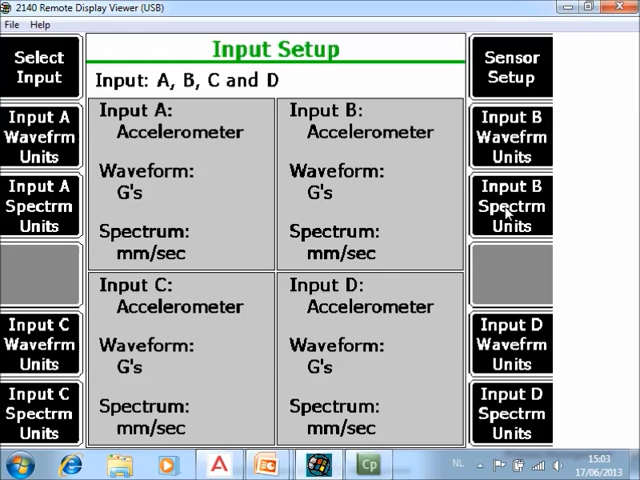 2140 Remote Display Viewer (USB)
File Help
Input Setup
Input: A, B, C and D
Select
Input
Input A
Wavefrm
Units
Input A
Spectrm
Units
Input C
Wavefrm
Units
Input C
Spectrm
Units
Input A:
Accelerometer
Waveform:
G's
Spectrum:
mm/sec
Input B:
Accelerometer
Waveform:
G's
Spectrum:
mm/sec
Input C:
Accelerometer
Waveform:
G's
Spectrum:
mm/sec
Input D:
Accelerometer
Waveform:
G's
Spectrum:
mm/sec
Sensor
Setup
Input B
Wavefrm
Units
Input B
Spectrm
Units
Input D
Wavefrm
Units
Input D
Spectrm
Units
Cp
NL
15:03
17/06/2013